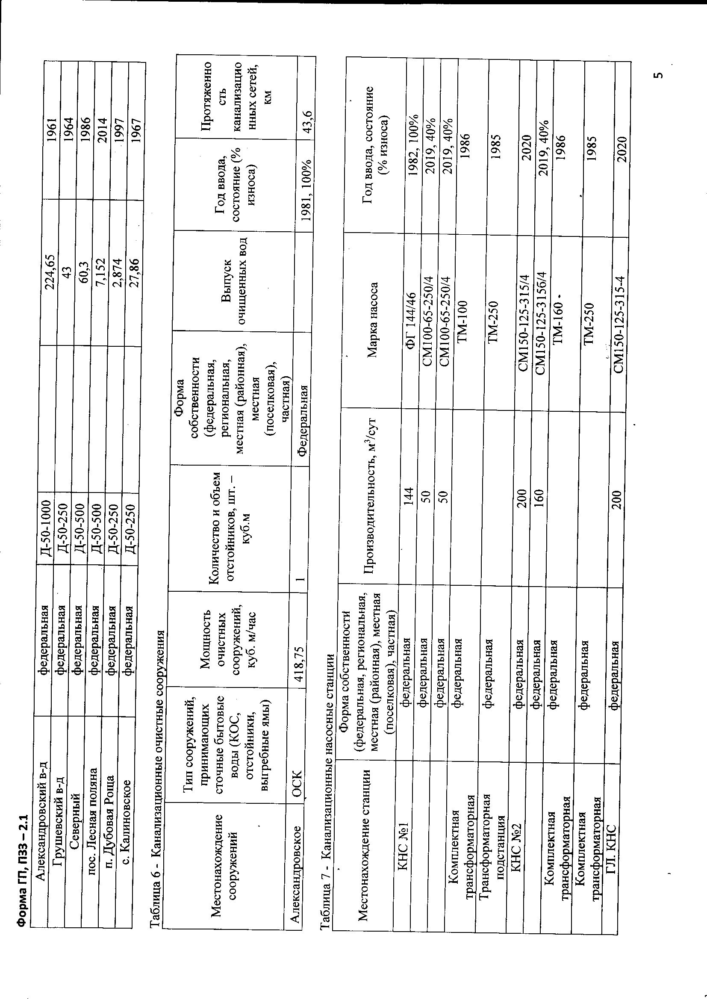 Форма ГП, ПЗЗ – 2.1
Александровский в-д федеральная Д-50-1000 224,65 1961
Грушевский в-д федеральная Д-50-250 43 1964
Северный федеральная Д-50-500 60,3 1986
пос. Лесная поляна федеральная Д-50-500 7,152 2014
п. Дубовая Роща федеральная Д-50-250 2,874 1997
с. Калиновское федеральная Д-50-250 27,86 1967
Таблица 6 - Канализационные очистные сооружения
Местонахождение
сооружений
Тип сооружений,
принимающих
сточные бытовые
воды (КОС,
отстойники,
выгребные ямы)
Мощность
очистных
сооружений,
куб. м/час
Количество и объем
отстойников, шт. –
куб.м
Форма
собственности
(федеральная,
региональная,
местная (районная),
местная
(поселковая),
частная)
Выпуск
очищенных вод
Год ввода,
состояние (%
износа)
Протяженно
сть
канализацио
нных сетей,
км
Александровское ОСК 418,75 1 Федеральная 1981, 100% 43,6
Таблица 7 - Канализационные насосные станции
Местонахождение станции
Форма собственности
(федеральная, региональная,
местная (районная), местная
(поселковая), частная)
Производительность, м³/сут
Марка насоса
Год ввода, состояние
(% износа)
КНС №1 федеральная 144 ФГ 144/46 1982, 100%
федеральная 50 СМ100-65-250/4 2019, 40%
федеральная 50 СМ100-65-250/4 2019, 40%
Комплектная федеральная ТМ-100 1986
трансформаторная
Трансформаторная федеральная ТМ-250 1985
подстанция
КНС №2 федеральная 200 СМ150-125-315/4 2020
федеральная 160 СМ150-125-315б/4 2019, 40%
Комплектная федеральная ТМ-160 1986
трансформаторная
Комплектная федеральная ТМ-250 1985
трансформаторная
ГЛ. КНС федеральная 200 СМ150-125-315-4 2020
5